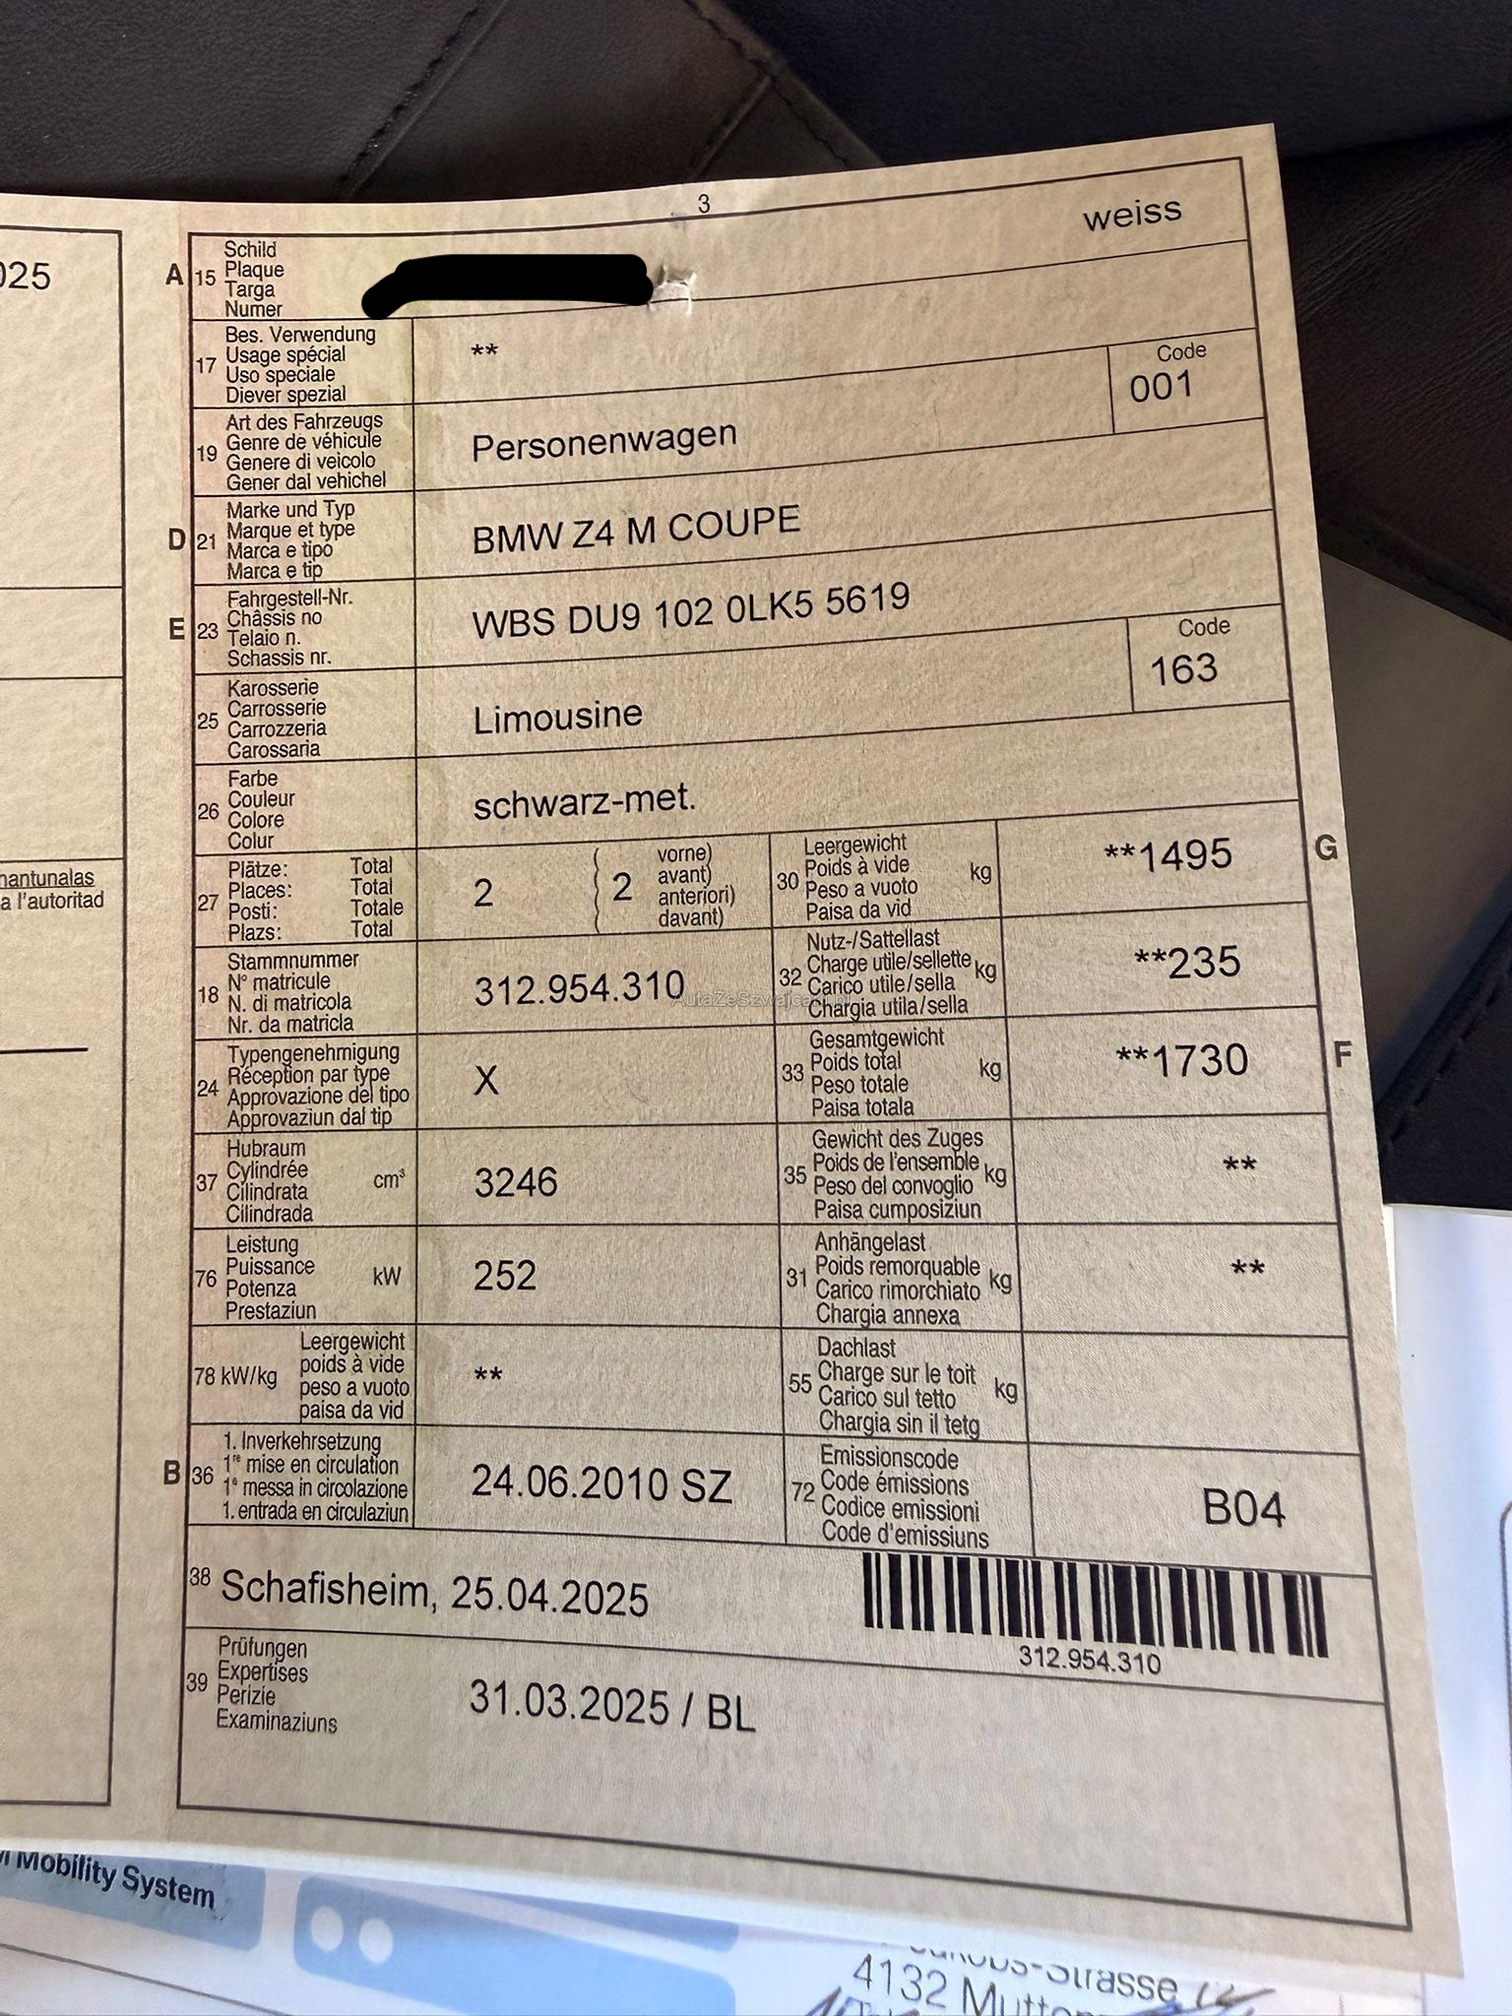 025
hantunalas
a l'autoritad
3
A 15 Schild
Plaque
Targa
Numer
weiss
17 Bes. Verwendung
Usage spécial
Uso speciale
Diever spezial
**
19 Art des Fahrzeugs
Genre de véhicule
Genere di veicolo
Gener dal vehichel
Personenwagen
Code
001
D 21 Marke und Typ
Marque et type
Marca e tipo
Marca e tip
BMW Z4 M COUPE
E 23 Fahrgestell-Nr.
Châssis no
Telaio n.
Schassis nr.
WBS DU9 102 0LK5 5619
25 Karosserie
Carrosserie
Carrozzeria
Carossaria
Limousine
Code
163
26 Farbe
Couleur
Colore
Colur
schwarz-met.
27 Plätze: Total
Places: Total
Posti: Totale
Plazs: Total
2
2
vorne)
avant)
anteriori)
davant)
30 Leergewicht
Poids à vide
Peso a vuoto
Paisa da vid
kg
**1495
G
18 Stammnummer
N° matricule
N. di matricola
Nr. da matricla
312.954.310
32 Nutz-/Sattellast
Charge utile/sellette
Carico utile/sella
Chargia utila/sella
kg
**235
24 Typengenehmigung
Réception par type
Approvazione del tipo
Approvaziun dal tip
X
33 Gesamtgewicht
Poids total
Peso totale
Paisa totala
kg
**1730
F
37 Hubraum
Cylindrée
Cilindrata
Cilindrada
cm³
3246
35 Gewicht des Zuges
Poids de l'ensemble
Peso del convoglio
Paisa cumposiziun
kg
**
76 Leistung
Puissance
Potenza
Prestaziun
kW
252
31 Anhängelast
Poids remorquable
Carico rimorchiato
Chargia annexa
kg
**
78 kW/kg
Leergewicht
poids à vide
peso a vuoto
paisa da vid
**
55 Dachlast
Charge sur le toit
Carico sul tetto
Chargia sin il tetg
kg
B 36 1. Inverkehrsetzung
1re mise en circulation
1a messa in circolazione
1. entrada en circulaziun
24.06.2010 SZ
72 Emissionscode
Code émissions
Codice emissioni
Code d'emissiuns
B04
38 Schafisheim, 25.04.2025
312.954.310
39 Prüfungen
Expertises
Perizie
Examinaziuns
31.03.2025 / BL
Mobility System
Strasse 12
4132